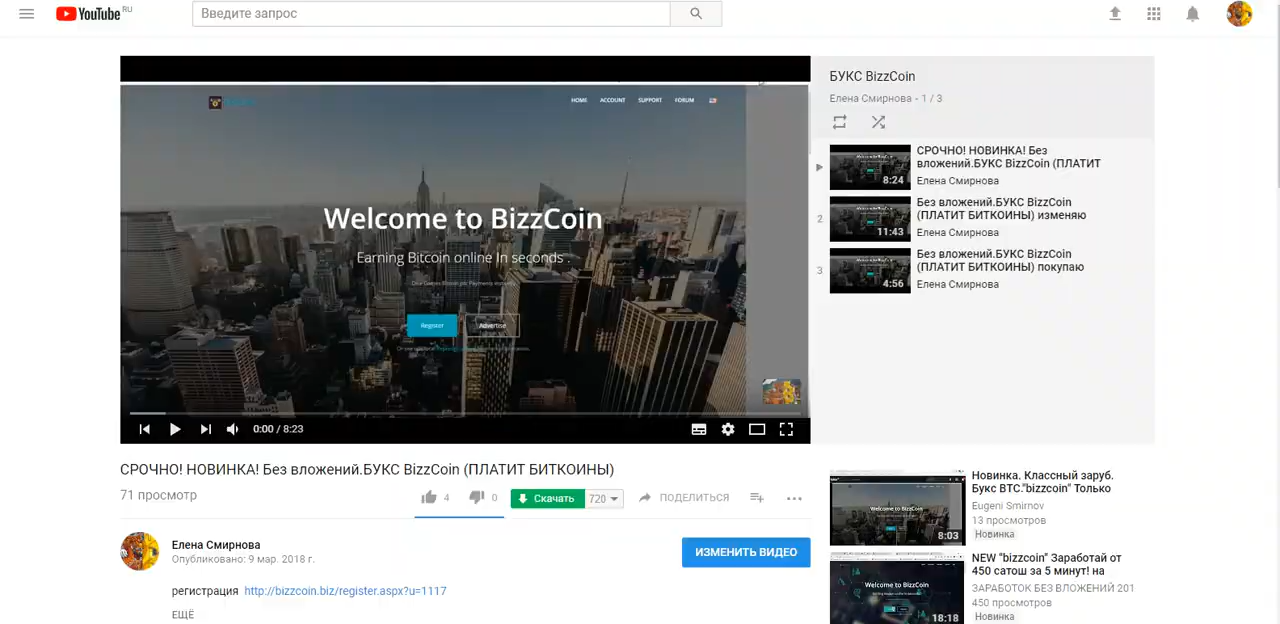 YouTube RU
Введите запрос
HOME ACCOUNT SUPPORT FORUM
Welcome to BizzCoin
Earning Bitcoin online In seconds .
Register
Advertise
0:00 / 8:23
БУКС BizzCoin
Елена Смирнова - 1 / 3
СРОЧНО! НОВИНКА! Без
вложений.БУКС BizzCoin (ПЛАТИТ
Елена Смирнова
8:24
2
Без вложений.БУКС BizzCoin
(ПЛАТИТ БИТКОИНЫ) изменяю
Елена Смирнова
11:43
3
Без вложений.БУКС BizzCoin
(ПЛАТИТ БИТКОИНЫ) покупаю
Елена Смирнова
4:56
СРОЧНО! НОВИНКА! Без вложений.БУКС BizzCoin (ПЛАТИТ БИТКОИНЫ)
71 просмотр
4
0
Скачать
720
ПОДЕЛИТЬСЯ
Елена Смирнова
Опубликовано: 9 мар. 2018 г.
ИЗМЕНИТЬ ВИДЕО
регистрация http://bizzcoin.biz/register.aspx?u=1117
ЕЩЁ
Новинка. Классный заруб.
Букс ВТС."bizzcoin" Только
Eugeni Smirnov
13 просмотров
Новинка
Welcome to BizzCoin
8:03
NEW "bizzcoin" Заработай от
450 сатош за 5 минут! на
ЗАРАБОТОК БЕЗ ВЛОЖЕНИЙ 201
450 просмотров
Новинка
Welcome to BizzCoin
18:18